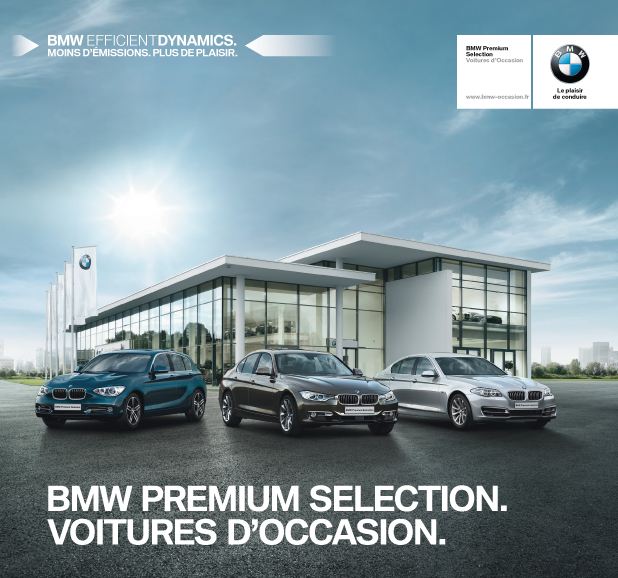 BMW EFFICIENTDYNAMICS.
MOINS D'ÉMISSIONS. PLUS DE PLAISIR.
BMW Premium
Selection
Voitures d'Occasion
www.bmw-occasion.fr
BMW
Le plaisir
de conduire
BMW PREMIUM SELECTION.
VOITURES D'OCCASION.